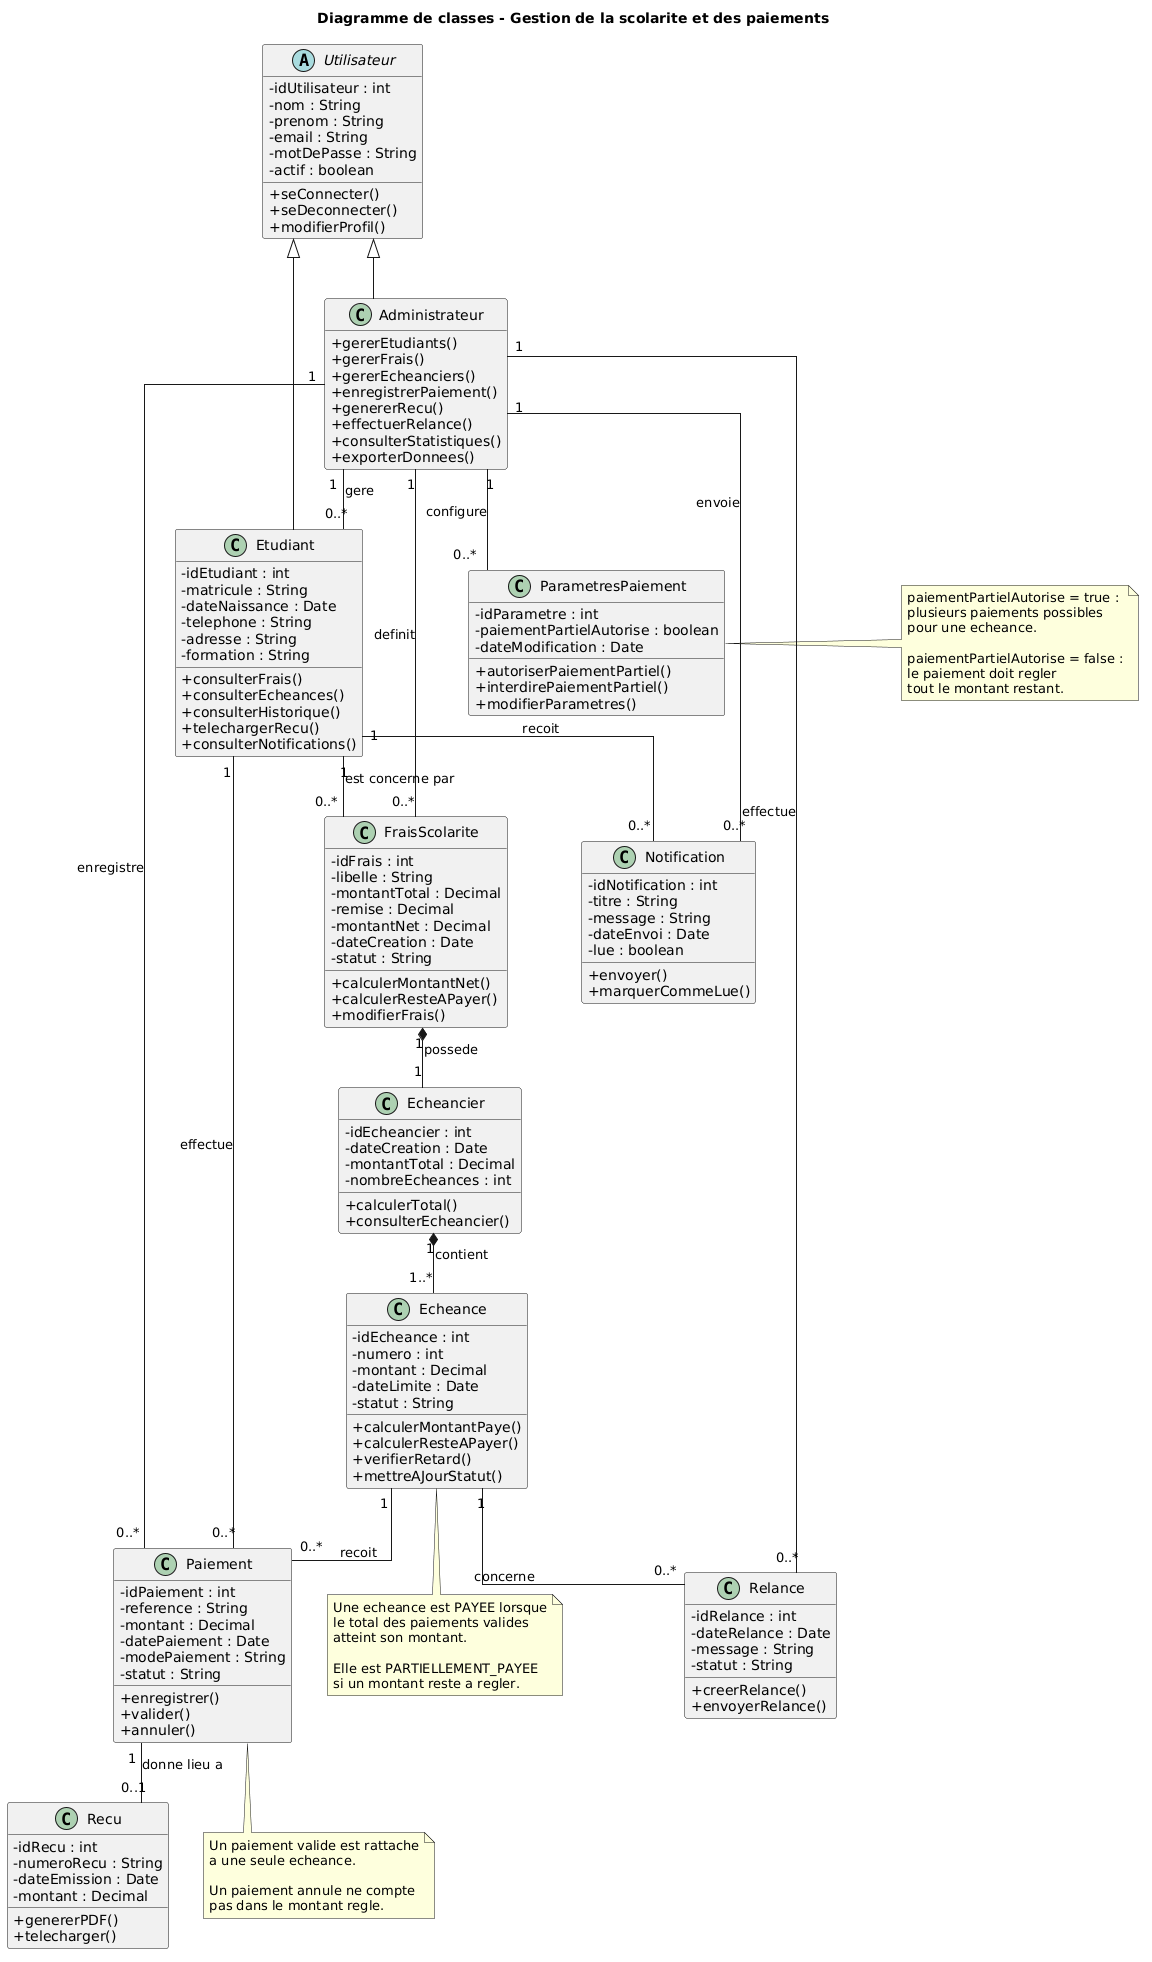 Diagramme de classes - Gestion de la scolarite et des paiements
A Utilisateur
-idUtilisateur : int
-nom : String
-prenom : String
-email : String
-motDePasse : String
-actif : boolean
+seConnecter()
+seDeconnecter()
+modifierProfil()
C Administrateur
+gererEtudiants()
+gererFrais()
+gererEcheanciers()
+enregistrerPaiement()
+genererRecu()
+effectuerRelance()
+consulterStatistiques()
+exporterDonnees()
1
1
1
1
gere
0..*
1
definit
0..*
1
configure
0..*
envoie
0..*
effectue
0..*
enregistre
0..*
C Etudiant
-idEtudiant : int
-matricule : String
-dateNaissance : Date
-telephone : String
-adresse : String
-formation : String
+consulterFrais()
+consulterEcheances()
+consulterHistorique()
+telechargerRecu()
+consulterNotifications()
C ParametresPaiement
-idParametre : int
-paiementPartielAutorise : boolean
-dateModification : Date
+autoriserPaiementPartiel()
+interdirePaiementPartiel()
+modifierParametres()
paiementPartielAutorise = true :
plusieurs paiements possibles
pour une echeance.
paiementPartielAutorise = false :
le paiement doit regler
tout le montant restant.
1
recoit
0..*
1
est concerne par
0..*
1
effectue
0..*
C FraisScolarite
-idFrais : int
-libelle : String
-montantTotal : Decimal
-remise : Decimal
-montantNet : Decimal
-dateCreation : Date
-statut : String
+calculerMontantNet()
+calculerResteAPayer()
+modifierFrais()
C Notification
-idNotification : int
-titre : String
-message : String
-dateEnvoi : Date
-lue : boolean
+envoyer()
+marquerCommeLue()
1
possede
1
C Echeancier
-idEcheancier : int
-dateCreation : Date
-montantTotal : Decimal
-nombreEcheances : int
+calculerTotal()
+consulterEcheancier()
1
contient
1..*
C Echeance
-idEcheance : int
-numero : int
-montant : Decimal
-dateLimite : Date
-statut : String
+calculerMontantPaye()
+calculerResteAPayer()
+verifierRetard()
+mettreAJourStatut()
1
recoit
0..*
1
concerne
0..*
C Paiement
-idPaiement : int
-reference : String
-montant : Decimal
-datePaiement : Date
-modePaiement : String
-statut : String
+enregistrer()
+valider()
+annuler()
Une echeance est PAYEE lorsque
le total des paiements valides
atteint son montant.
Elle est PARTIELLEMENT_PAYEE
si un montant reste a regler.
C Relance
-idRelance : int
-dateRelance : Date
-message : String
-statut : String
+creerRelance()
+envoyerRelance()
1
donne lieu a
0..1
C Recu
-idRecu : int
-numeroRecu : String
-dateEmission : Date
-montant : Decimal
+genererPDF()
+telecharger()
Un paiement valide est rattache
a une seule echeance.
Un paiement annule ne compte
pas dans le montant regle.